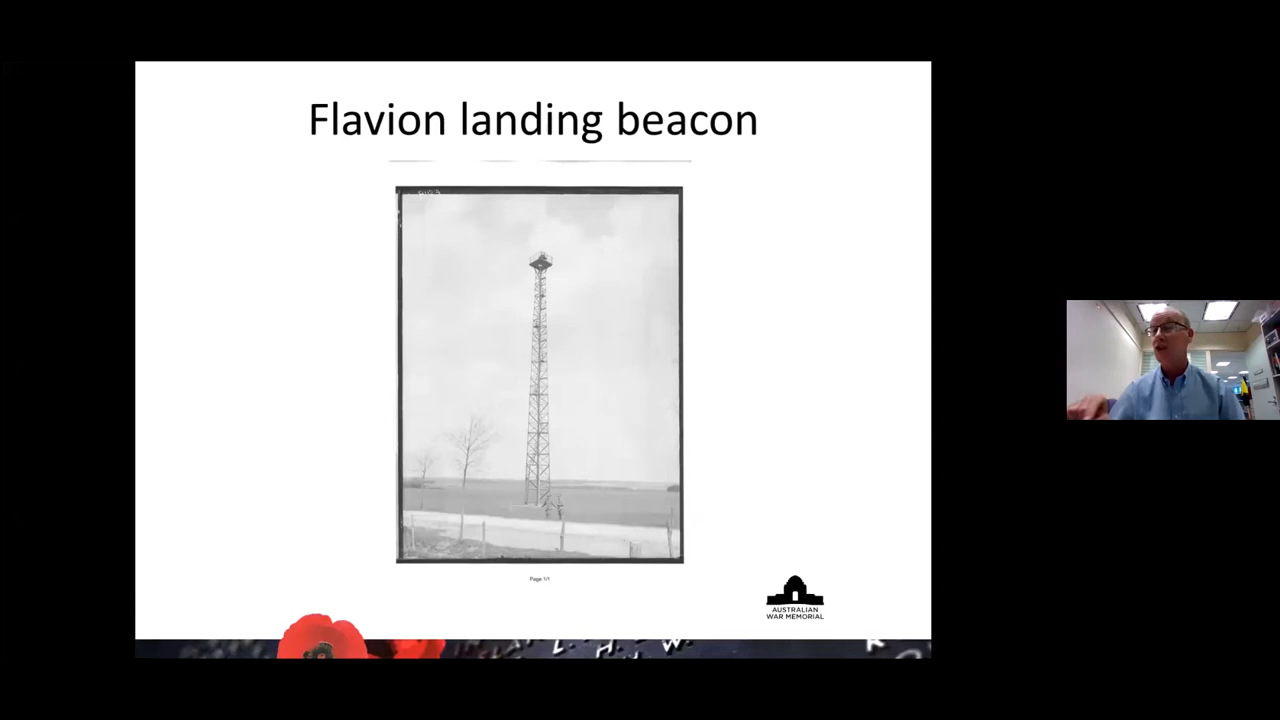 Flavion landing beacon
Page 1/1
AUSTRALIAN
WAR MEMORIAL
L. H.
W.